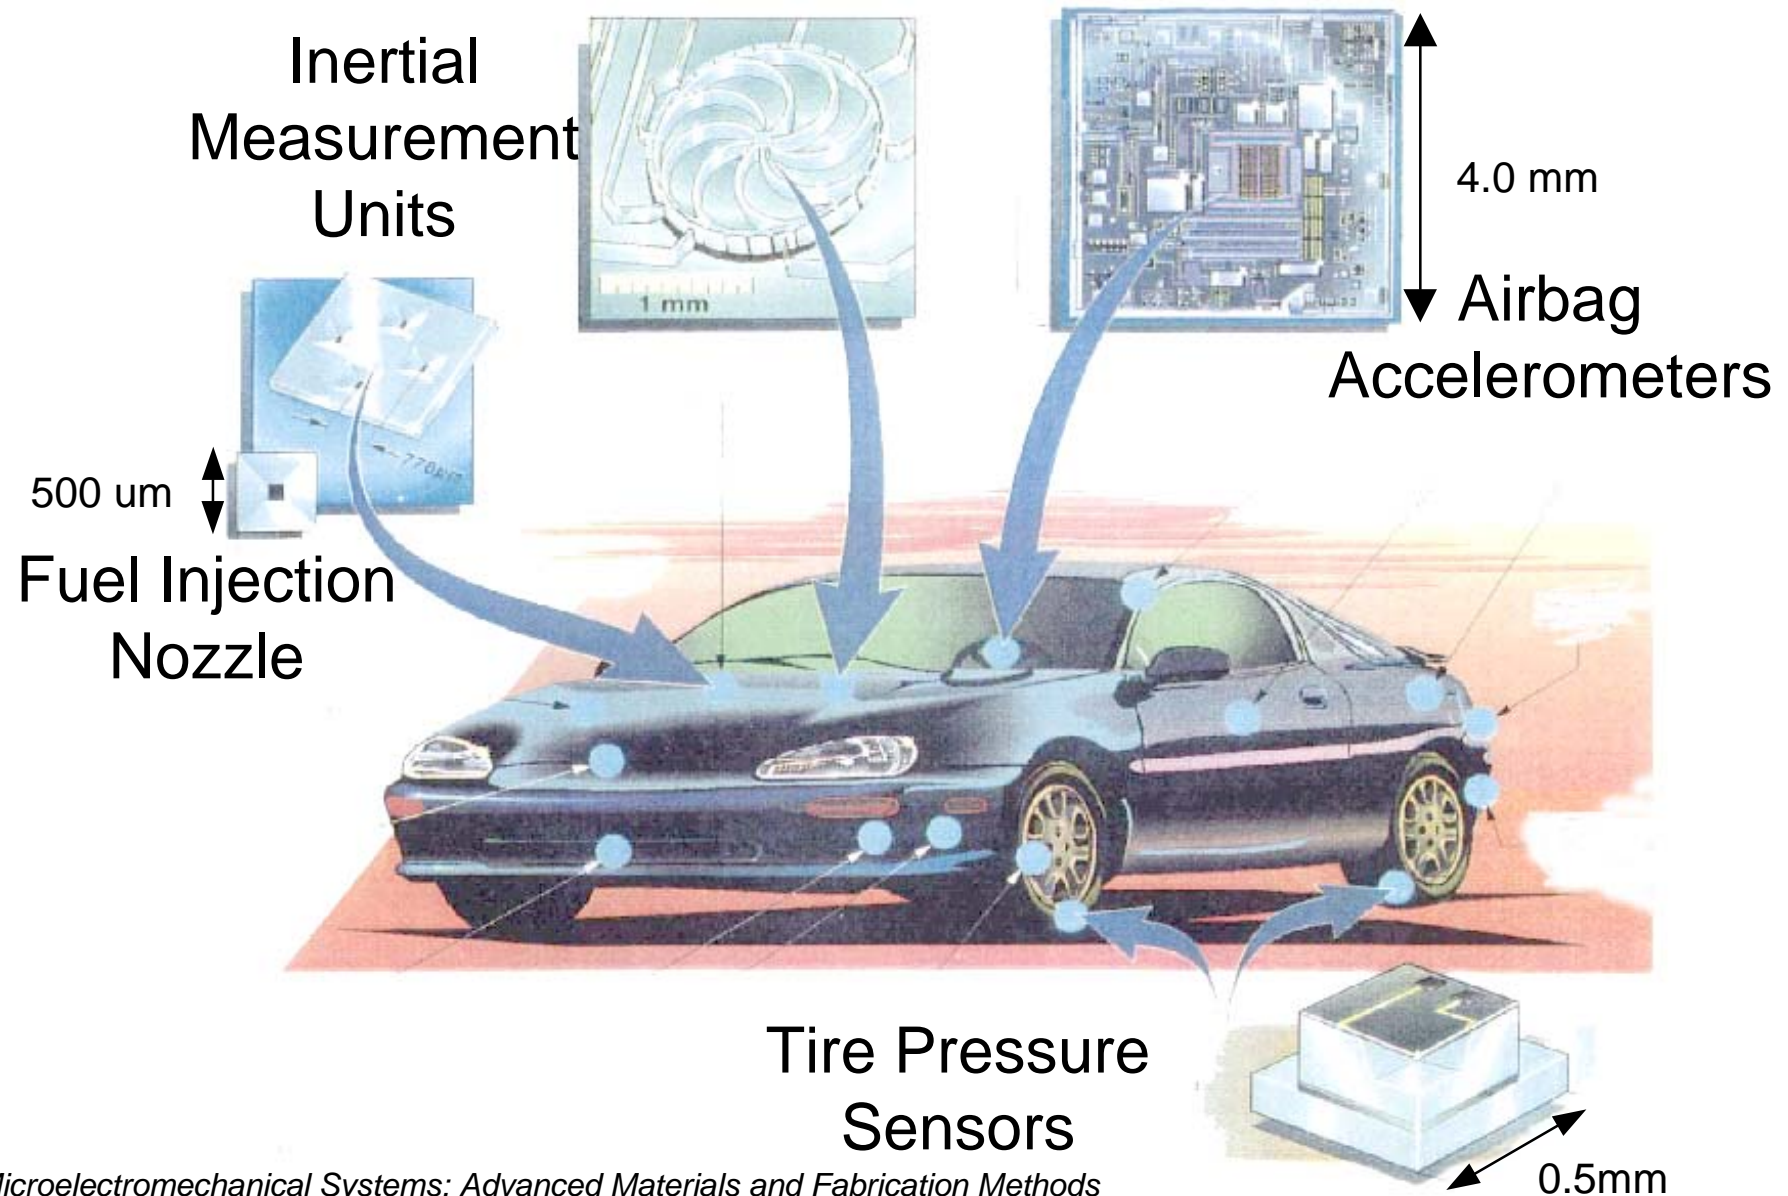 Inertial
Measurement
Units
1 mm
4.0 mm
Airbag
Accelerometers
500 um
Fuel Injection
Nozzle
Tire Pressure
Sensors
0.5mm
Microelectromechanical Systems: Advanced Materials and Fabrication Methods